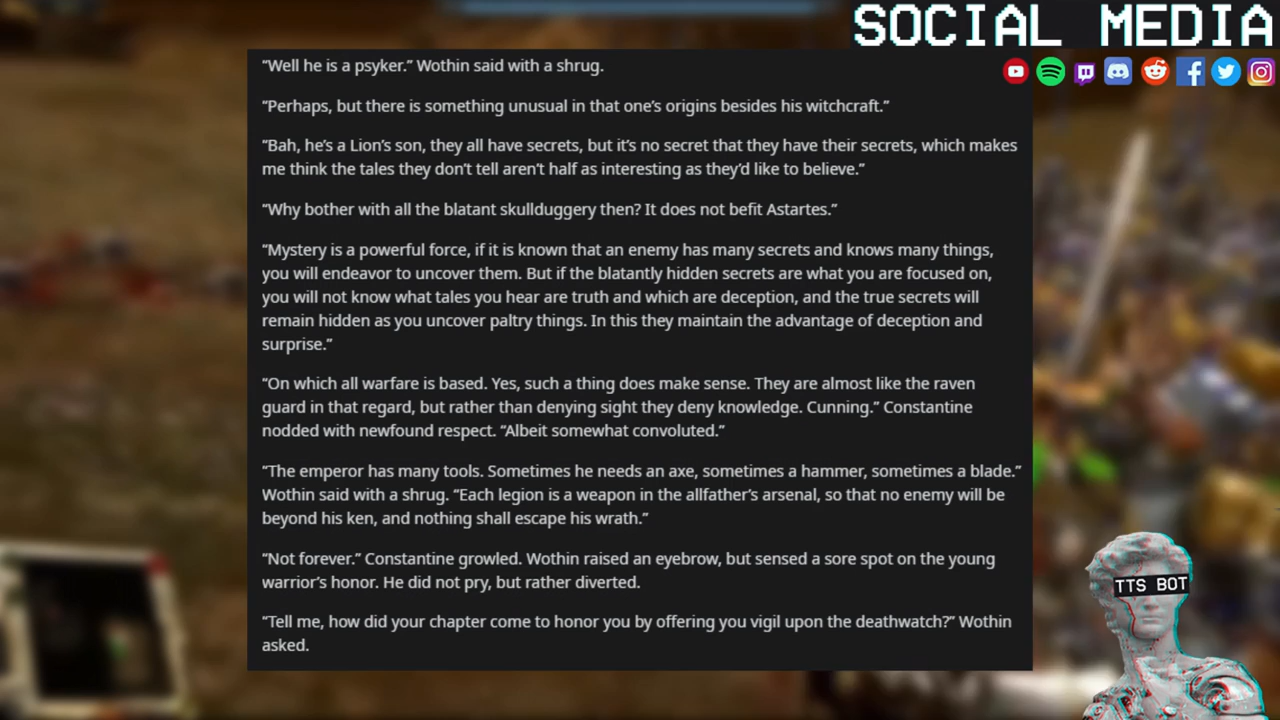 SOCIAL MEDIA
“Well he is a psyker.” Wothin said with a shrug.
“Perhaps, but there is something unusual in that one’s origins besides his witchcraft.”
“Bah, he’s a Lion’s son, they all have secrets, but it’s no secret that they have their secrets, which makes
me think the tales they don’t tell aren’t half as interesting as they’d like to believe.”
“Why bother with all the blatant skullduggery then? It does not befit Astartes.”
“Mystery is a powerful force, if it is known that an enemy has many secrets and knows many things,
you will endeavor to uncover them. But if the blatantly hidden secrets are what you are focused on,
you will not know what tales you hear are truth and which are deception, and the true secrets will
remain hidden as you uncover paltry things. In this they maintain the advantage of deception and
surprise.”
“On which all warfare is based. Yes, such a thing does make sense. They are almost like the raven
guard in that regard, but rather than denying sight they deny knowledge. Cunning.” Constantine
nodded with newfound respect. “Albeit somewhat convoluted.”
“The emperor has many tools. Sometimes he needs an axe, sometimes a hammer, sometimes a blade.”
Wothin said with a shrug. “Each legion is a weapon in the allfather’s arsenal, so that no enemy will be
beyond his ken, and nothing shall escape his wrath.”
“Not forever.” Constantine growled. Wothin raised an eyebrow, but sensed a sore spot on the young
warrior’s honor. He did not pry, but rather diverted.
“Tell me, how did your chapter come to honor you by offering you vigil upon the deathwatch?” Wothin
asked.
TTS BOT